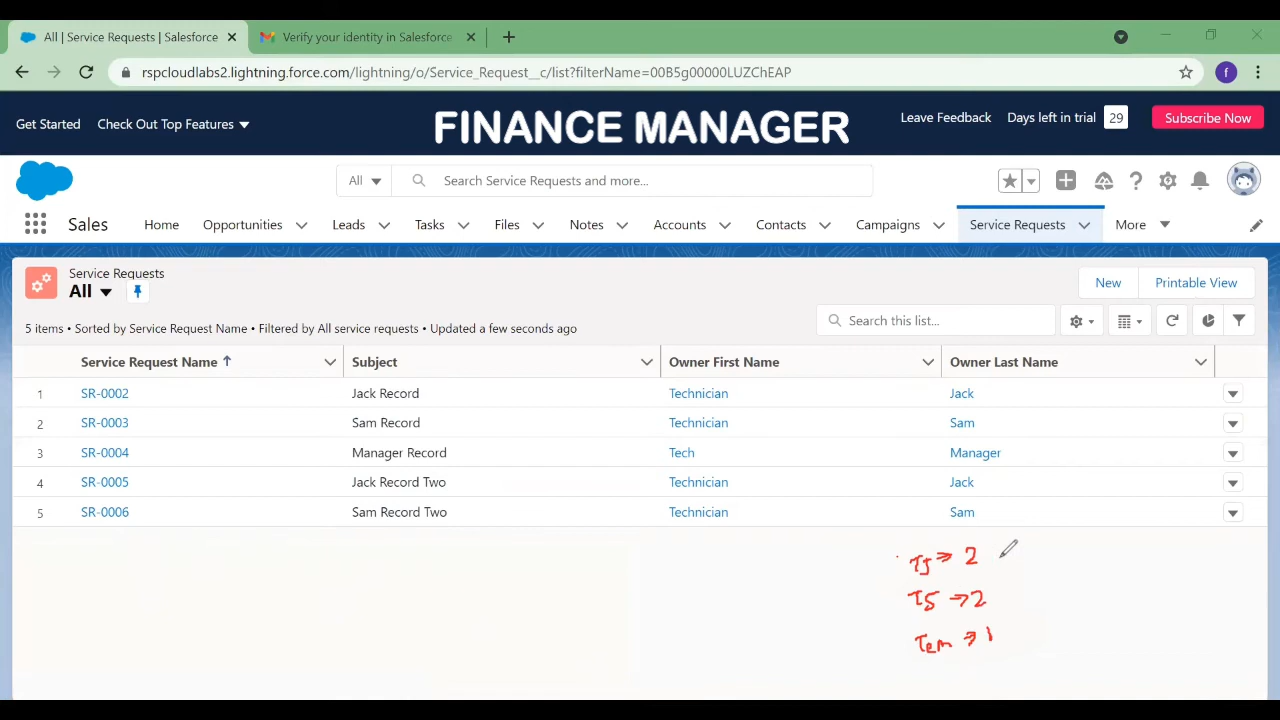 All | Service Requests | Salesforce
Verify your identity in Salesforce
rspcloudlabs2.lightning.force.com/lightning/o/Service_Request__c/list?filterName=00B5g00000LUZChEAP
f
Get Started Check Out Top Features FINANCE MANAGER Leave Feedback Days left in trial 29 Subscribe Now
All Search Service Requests and more...
Sales Home Opportunities Leads Tasks Files Notes Accounts Contacts Campaigns Service Requests More
Service Requests
All
New Printable View
5 items • Sorted by Service Request Name • Filtered by All service requests • Updated a few seconds ago
Search this list...
Service Request Name Subject Owner First Name Owner Last Name
1 SR-0002 Jack Record Technician Jack
2 SR-0003 Sam Record Technician Sam
3 SR-0004 Manager Record Tech Manager
4 SR-0005 Jack Record Two Technician Jack
5 SR-0006 Sam Record Two Technician Sam
TJ ⇒ 2
TS → 2
Tem ⇒ 1